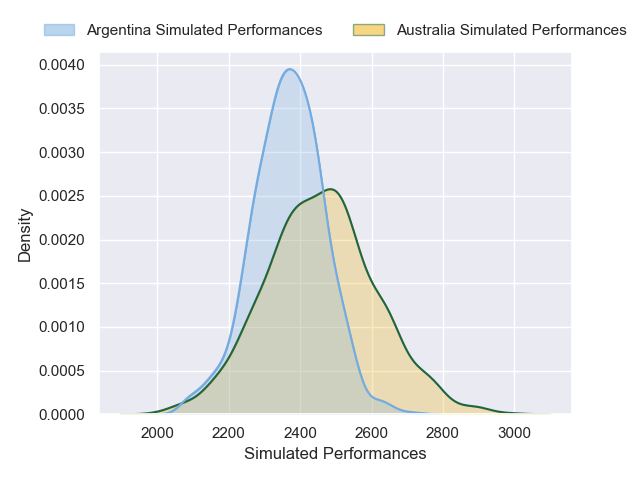 Argentina Simulated Performances
Australia Simulated Performances
0.0040
0.0035
0.0030
0.0025
0.0020
0.0015
0.0010
0.0005
0.0000
Density
2000 2200 2400 2600 2800 3000
Simulated Performances